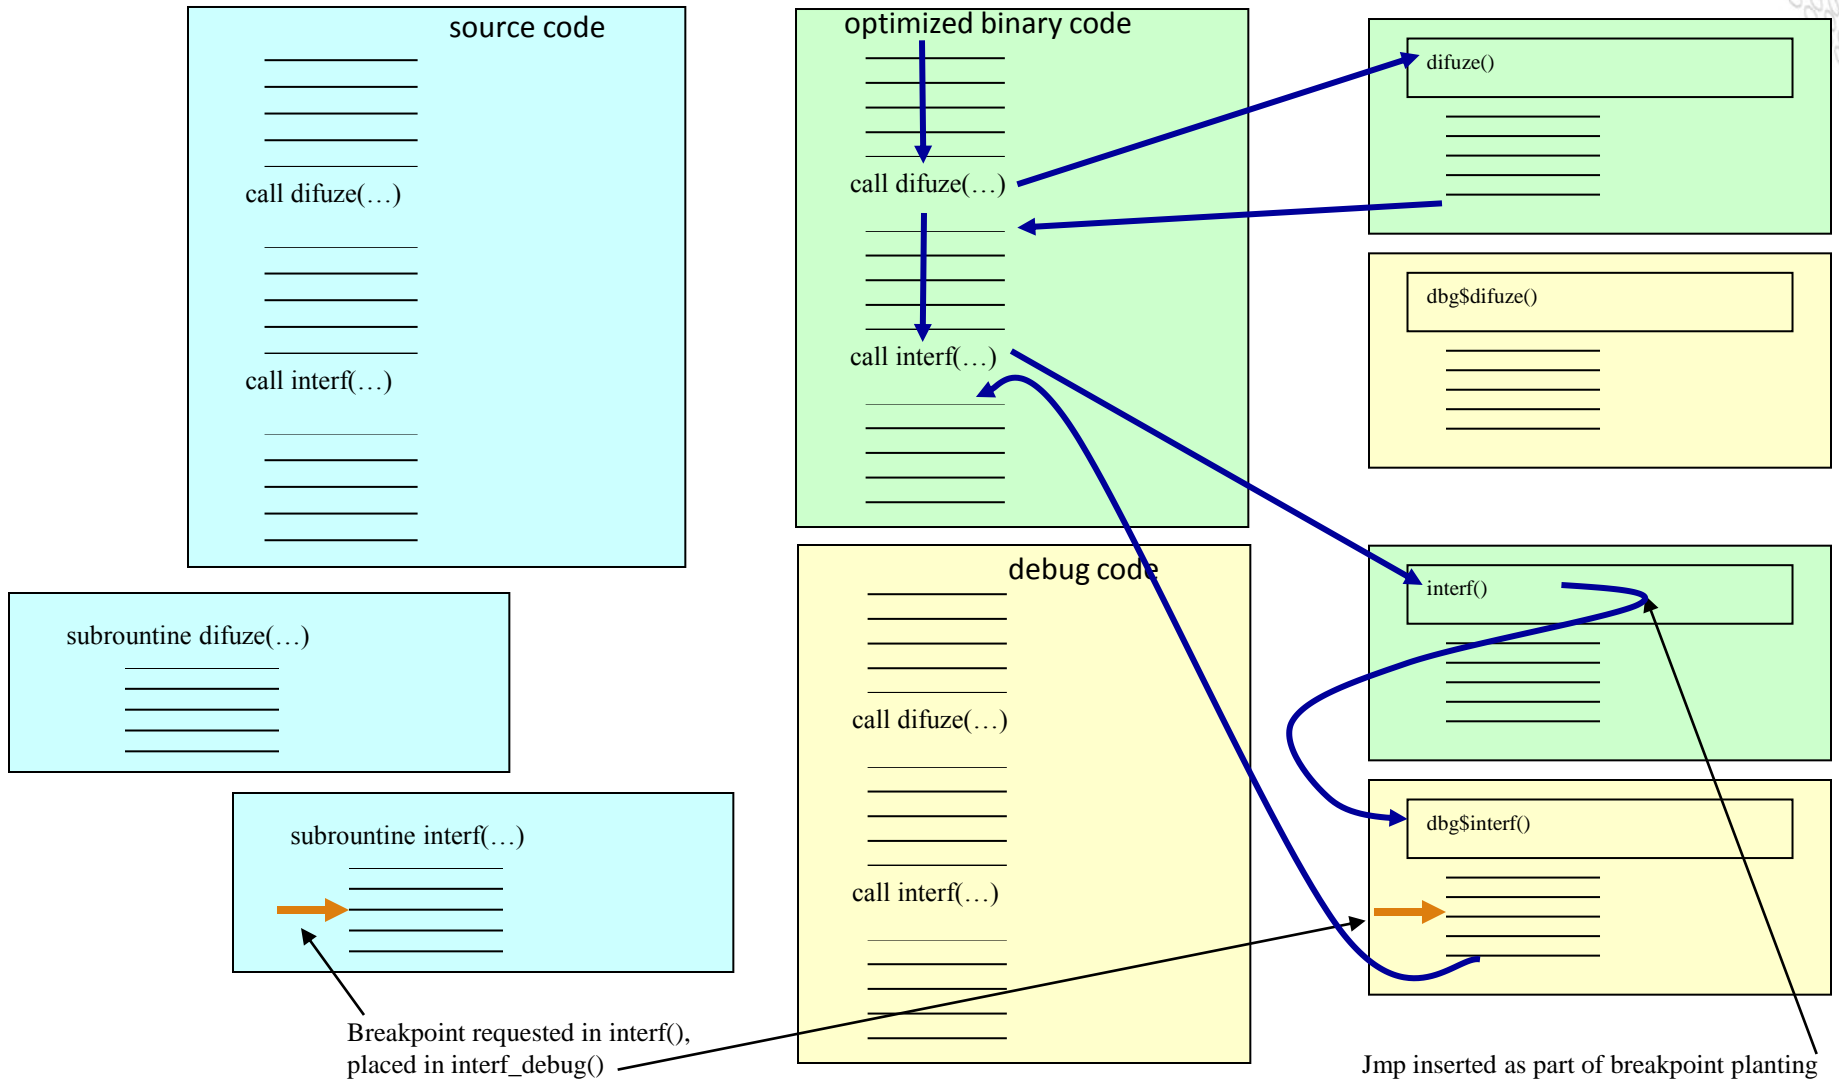 source code
call difuze(…)
call interf(…)
subrountine difuze(…)
subrountine interf(…)
Breakpoint requested in interf(),
placed in interf_debug()
optimized binary code
call difuze(…)
call interf(…)
debug code
call difuze(…)
call interf(…)
difuze()
dbg$difuze()
interf()
dbg$interf()
Jmp inserted as part of breakpoint planting